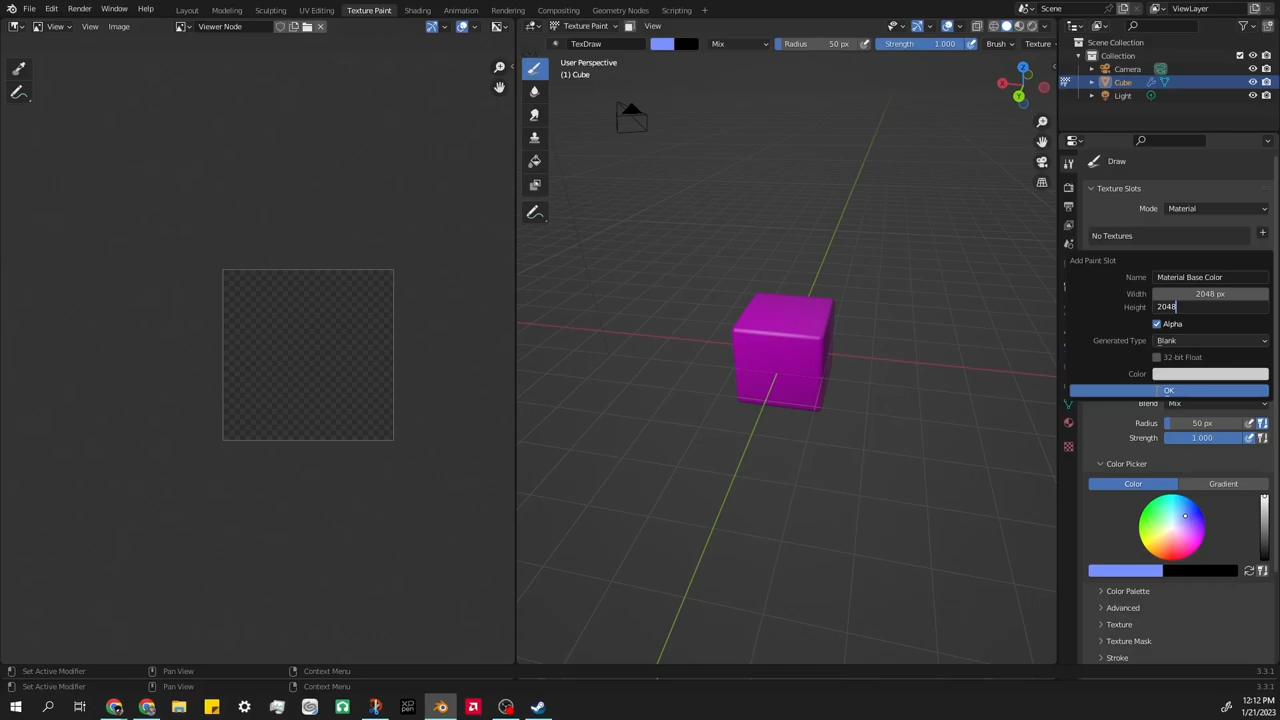 File Edit Render Window Help Layout Modeling Sculpting UV Editing Texture Paint Shading Animation Rendering Compositing Geometry Nodes Scripting Scene ViewLayer
View View Image Viewer Node Texture Paint View
TexDraw Mix Radius 50 px Strength 1.000 Brush Texture
User Perspective
(1) Cube
Scene Collection
Collection
Camera
Cube
Light
Draw
Texture Slots
Mode Material
No Textures
Add Paint Slot
Name Material Base Color
Width 2048 px
Height 2048
Alpha
Generated Type Blank
32-bit Float
Color
OK
Blend Mix
Radius 50 px
Strength 1.000
Color Picker
Color Gradient
Color Palette
Advanced
Texture
Texture Mask
Stroke
Set Active Modifier Pan View Context Menu 3.3.1
Set Active Modifier Pan View Context Menu 3.3.1
12:12 PM
1/21/2023